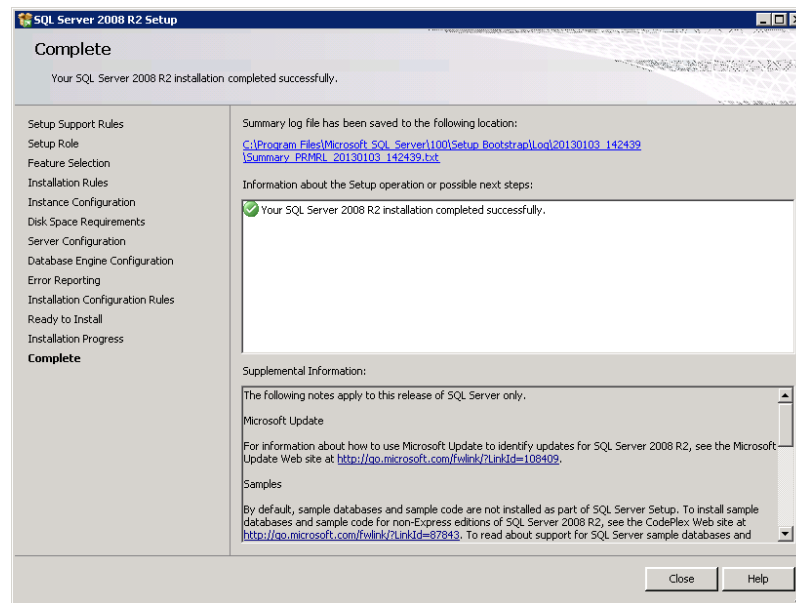 SQL Server 2008 R2 Setup
Complete
Your SQL Server 2008 R2 installation completed successfully.
Setup Support Rules
Setup Role
Feature Selection
Installation Rules
Instance Configuration
Disk Space Requirements
Server Configuration
Database Engine Configuration
Error Reporting
Installation Configuration Rules
Ready to Install
Installation Progress
Complete
Summary log file has been saved to the following location:
C:\Program Files\Microsoft SQL Server\100\Setup Bootstrap\Log\20130103_142439
\Summary_PRMRL_20130103_142439.txt
Information about the Setup operation or possible next steps:
Your SQL Server 2008 R2 installation completed successfully.
Supplemental Information:
The following notes apply to this release of SQL Server only.
Microsoft Update
For information about how to use Microsoft Update to identify updates for SQL Server 2008 R2, see the Microsoft
Update Web site at http://go.microsoft.com/fwlink/?LinkId=108409.
Samples
By default, sample databases and sample code are not installed as part of SQL Server Setup. To install sample
databases and sample code for non-Express editions of SQL Server 2008 R2, see the CodePlex Web site at
http://go.microsoft.com/fwlink/?LinkId=87843. To read about support for SQL Server sample databases and
Close
Help